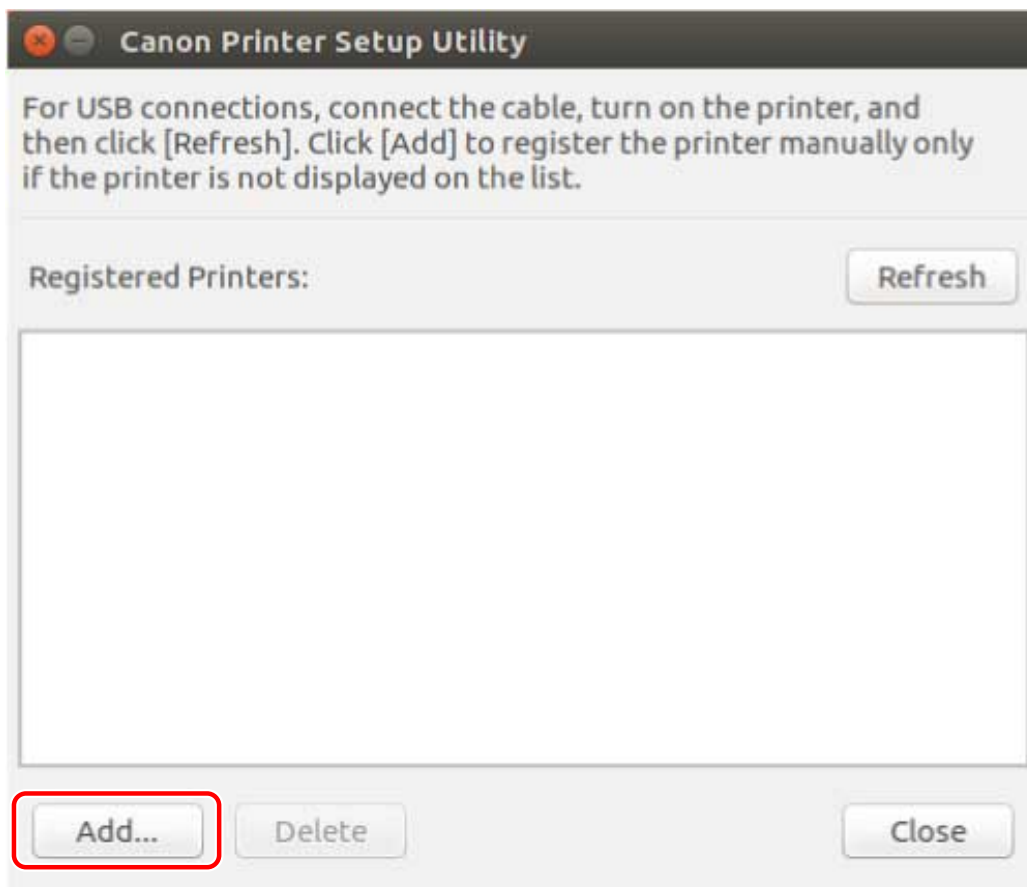 Canon Printer Setup Utility
For USB connections, connect the cable, turn on the printer, and
then click [Refresh]. Click [Add] to register the printer manually only
if the printer is not displayed on the list.
Registered Printers:
Refresh
Add...
Delete
Close